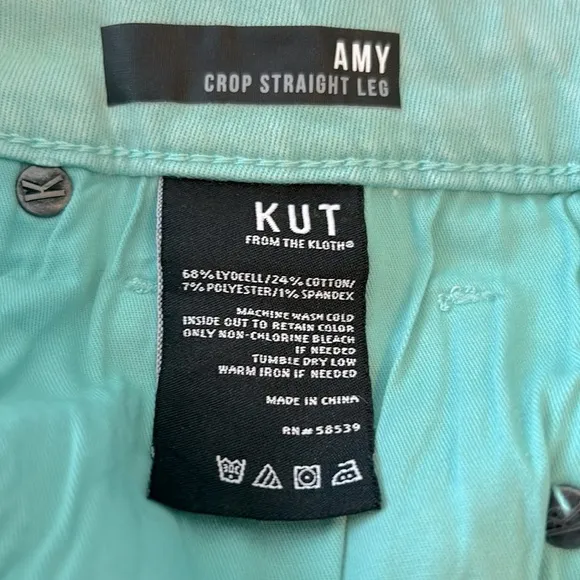 AMY
CROP STRAIGHT LEG
K
KUT
FROM THE KLOTH®
68% LYOCELL/24% COTTON/
7% POLYESTER/1% SPANDEX
MACHINE WASH COLD
INSIDE OUT TO RETAIN COLOR
ONLY NON-CHLORINE BLEACH
IF NEEDED
TUMBLE DRY LOW
WARM IRON IF NEEDED
MADE IN CHINA
RN# 58539
30C